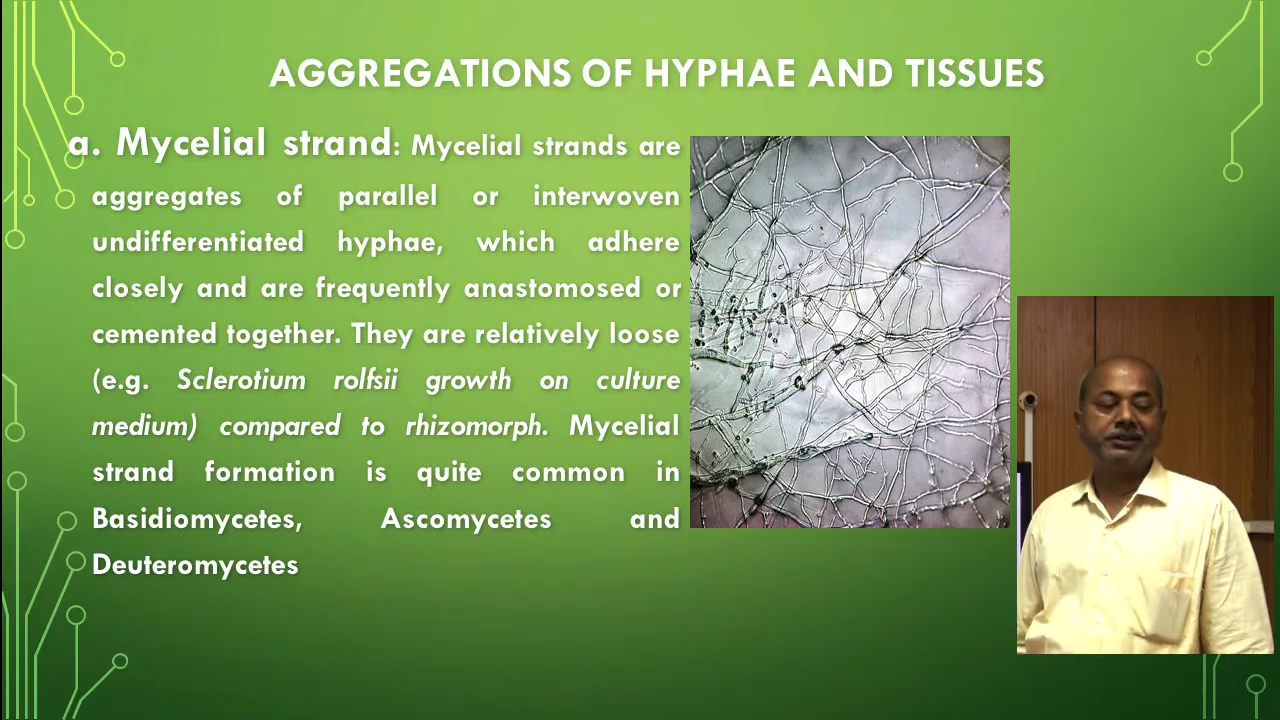 AGGREGATIONS OF HYPHAE AND TISSUES
a. Mycelial strand: Mycelial strands are
aggregates of parallel or interwoven
undifferentiated hyphae, which adhere
closely and are frequently anastomosed or
cemented together. They are relatively loose
(e.g. Sclerotium rolfsii growth on culture
medium) compared to rhizomorph. Mycelial
strand formation is quite common in
Basidiomycetes, Ascomycetes and
Deuteromycetes